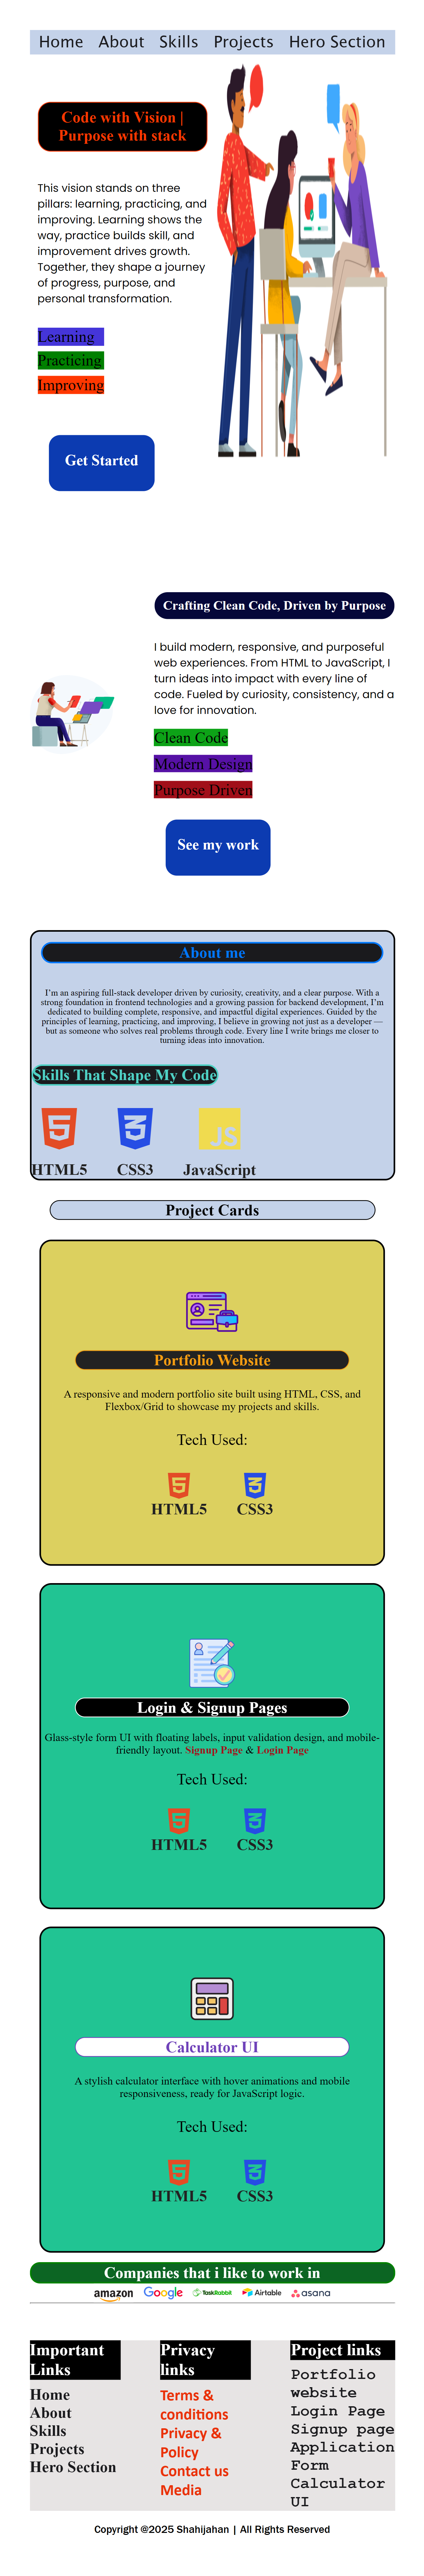 Home About Skills Projects Hero Section
Code with Vision |
Purpose with stack
This vision stands on three
pillars: learning, practicing, and
improving. Learning shows the
way, practice builds skill, and
improvement drives growth.
Together, they shape a journey
of progress, purpose, and
personal transformation.
Learning
Practicing
Improving
Get Started
Crafting Clean Code, Driven by Purpose
I build modern, responsive, and purposeful
web experiences. From HTML to JavaScript, I
turn ideas into impact with every line of
code. Fueled by curiosity, consistency, and a
love for innovation.
Clean Code
Modern Design
Purpose Driven
See my work
About me
I'm an aspiring full-stack developer driven by curiosity, creativity, and a clear purpose. With a
strong foundation in frontend technologies and a growing passion for backend development, I'm
dedicated to building complete, responsive, and impactful digital experiences. Guided by the
principles of learning, practicing, and improving, I believe in growing not just as a developer —
but as someone who solves real problems through code. Every line I write brings me closer to
turning ideas into innovation.
Skills That Shape My Code
JS
HTML5 CSS3 JavaScript
Project Cards
Portfolio Website
A responsive and modern portfolio site built using HTML, CSS, and
Flexbox/Grid to showcase my projects and skills.
Tech Used:
HTML5 CSS3
Login & Signup Pages
Glass-style form UI with floating labels, input validation design, and mobile-
friendly layout. Signup Page & Login Page
Tech Used:
HTML5 CSS3
Calculator UI
A stylish calculator interface with hover animations and mobile
responsiveness, ready for JavaScript logic.
Tech Used:
HTML5 CSS3
Companies that i like to work in
amazon Google TaskRabbit Airtable asana
Important
Links
Home
About
Skills
Projects
Hero Section
Privacy
links
Terms &
conditions
Privacy &
Policy
Contact us
Media
Project links
Portfolio
website
Login Page
Signup page
Application
Form
Calculator
UI
Copyright @2025 Shahijahan | All Rights Reserved